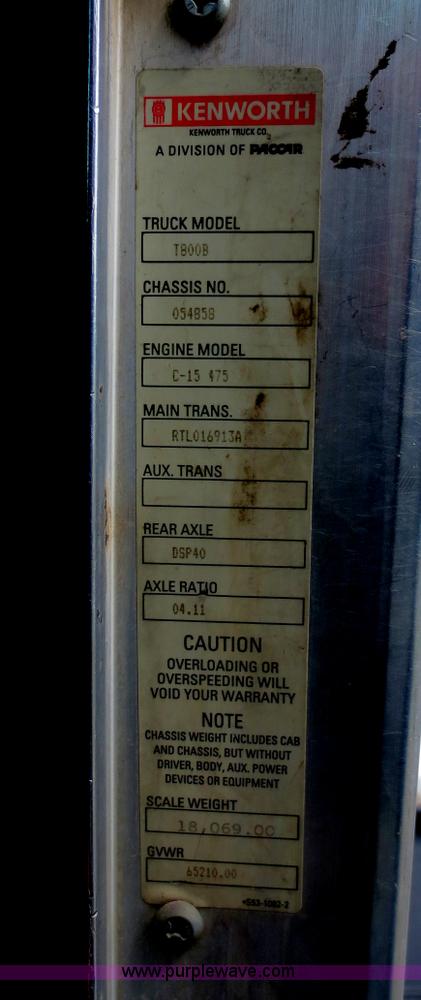 KENWORTH
KENWORTH TRUCK CO.
A DIVISION OF PACCAR
TRUCK MODEL
T800B
CHASSIS NO.
054858
ENGINE MODEL
C-15 475
MAIN TRANS.
RTLO16913A
AUX. TRANS
REAR AXLE
DSP40
AXLE RATIO
04.11
CAUTION
OVERLOADING OR
OVERSPEEDING WILL
VOID YOUR WARRANTY
NOTE
CHASSIS WEIGHT INCLUDES CAB
AND CHASSIS, BUT WITHOUT
DRIVER, BODY, AUX. POWER
DEVICES OR EQUIPMENT
SCALE WEIGHT
18,069.00
GVWR
65210.00
www.purplewave.com